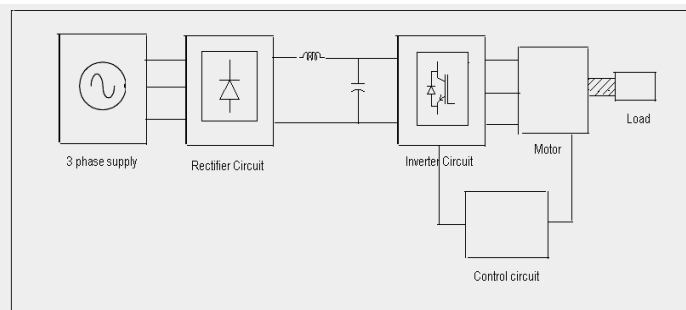 3 phase supply
Rectifier Circuit
Inverter Circuit
Motor
Load
Control circuit